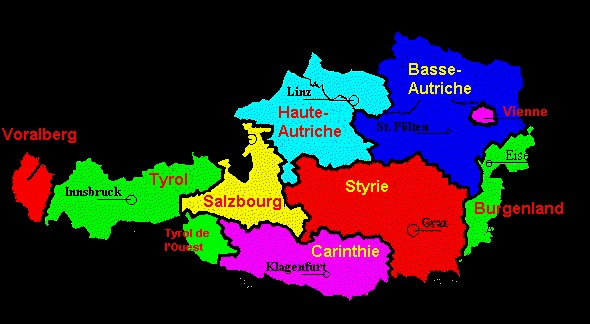 Basse-
Autriche
Linz
Haute-
Autriche
Vienne
St. Pölten
Voralberg
Eise
Tyrol
Innsbruck
Styrie
Salzbourg
Burgenland
Graz
Tyrol de
l'Ouest
Carinthie
Klagenfurt